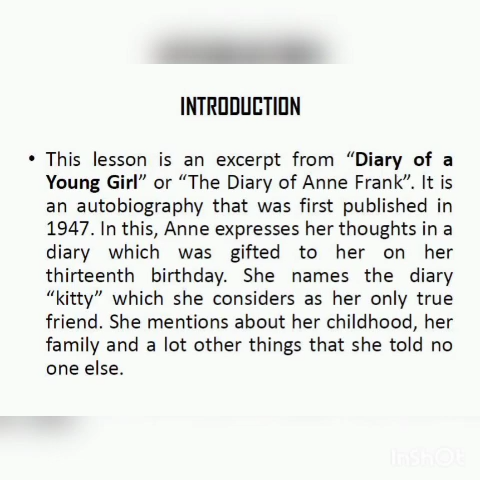 INTRODUCTION
• This lesson is an excerpt from “Diary of a
Young Girl” or “The Diary of Anne Frank”. It is
an autobiography that was first published in
1947. In this, Anne expresses her thoughts in a
diary which was gifted to her on her
thirteenth birthday. She names the diary
“kitty” which she considers as her only true
friend. She mentions about her childhood, her
family and a lot other things that she told no
one else.
InShOt